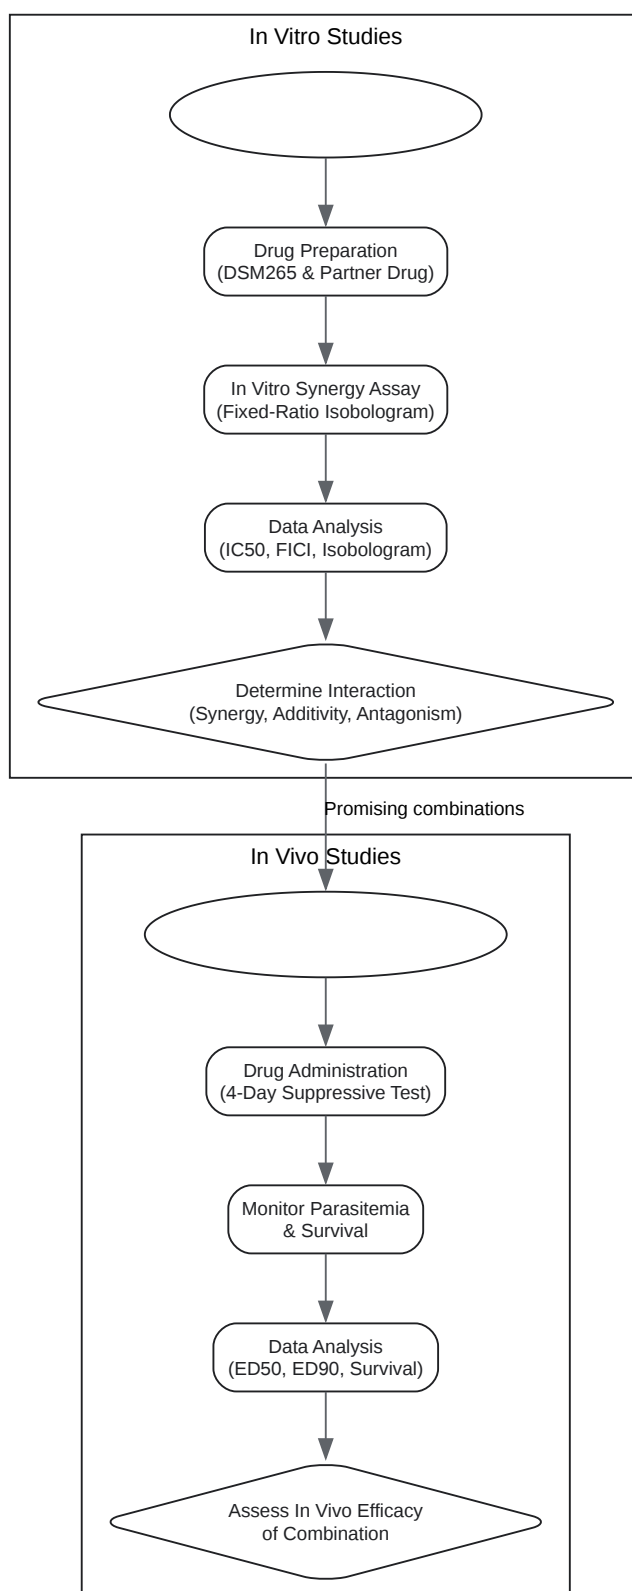 In Vitro Studies
Drug Preparation
(DSM265 & Partner Drug)
In Vitro Synergy Assay
(Fixed-Ratio Isobologram)
Data Analysis
(IC50, FICI, Isobologram)
Determine Interaction
(Synergy, Additivity, Antagonism)
Promising combinations
In Vivo Studies
Drug Administration
(4-Day Suppressive Test)
Monitor Parasitemia
& Survival
Data Analysis
(ED50, ED90, Survival)
Assess In Vivo Efficacy
of Combination